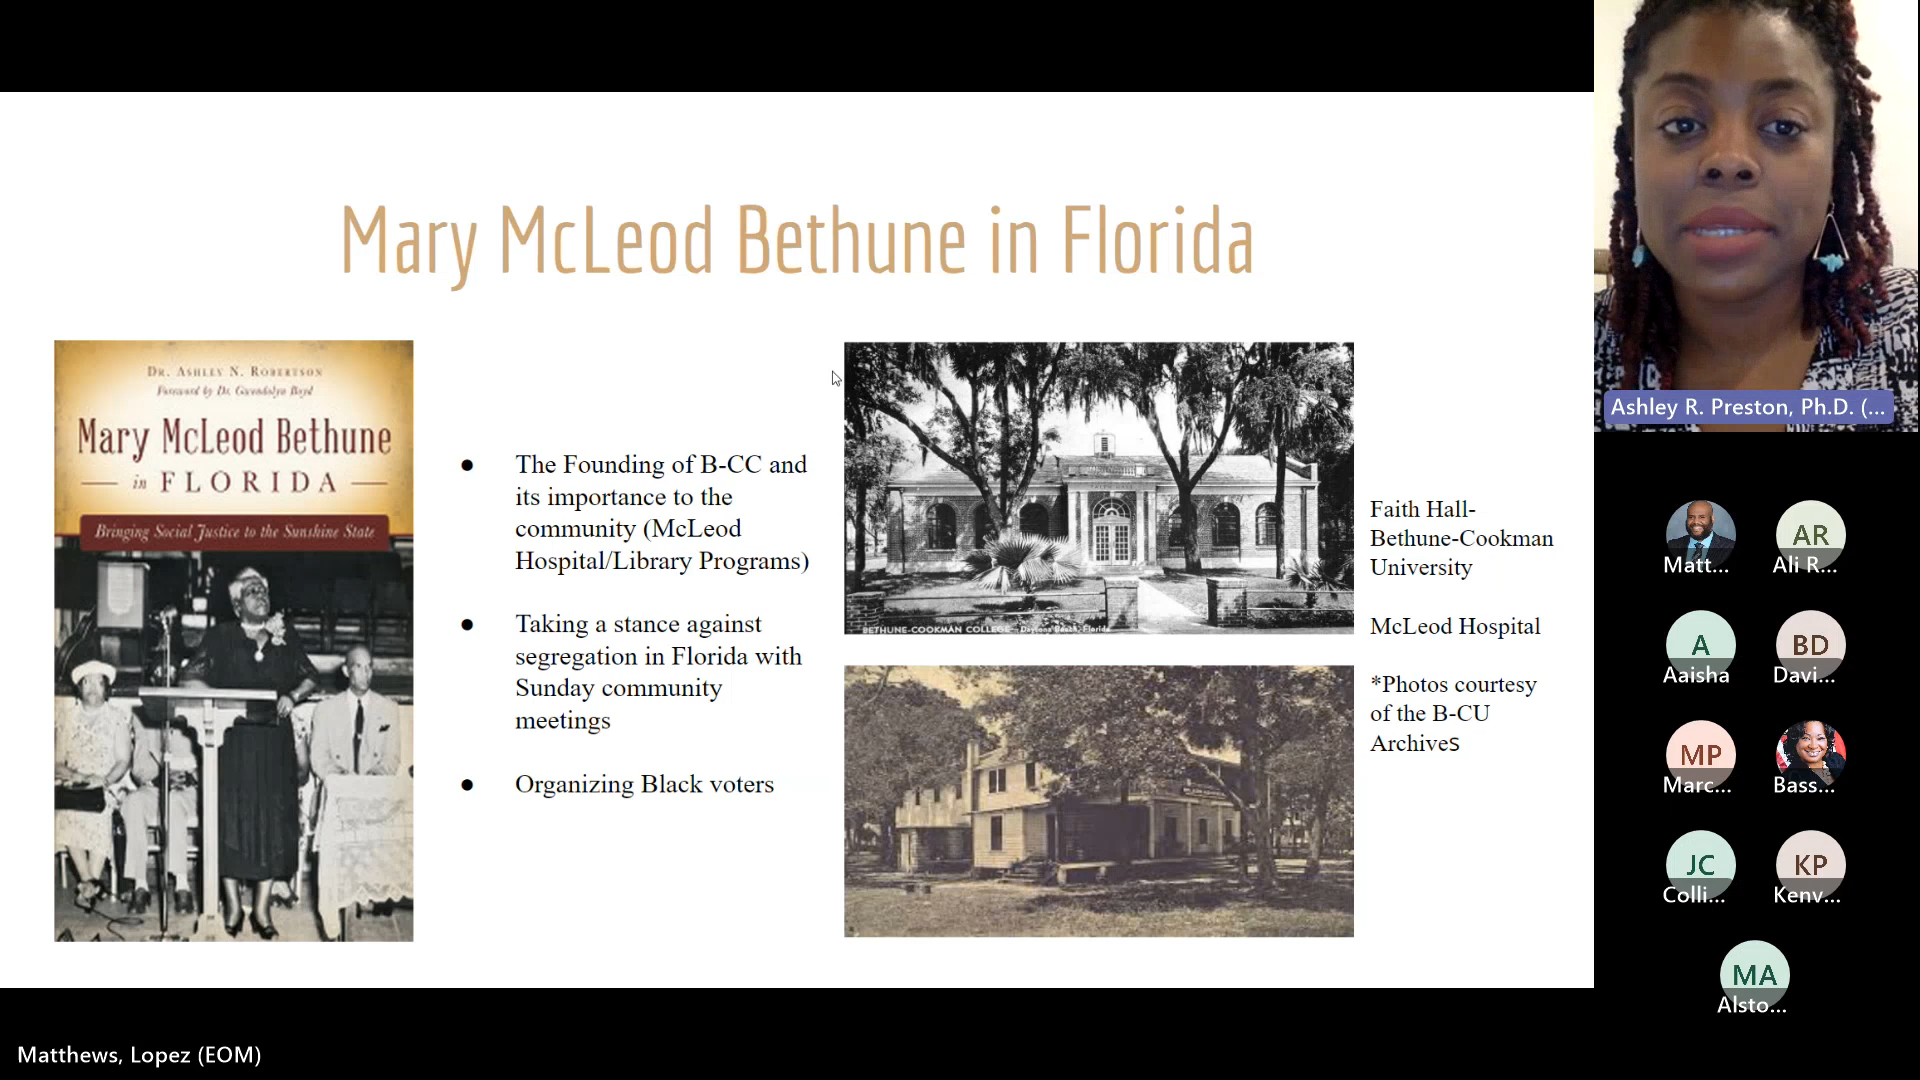 Mary McLeod Bethune in Florida
DR. ASHLEY N. ROBERTSON
Foreword by Dr. Gwendolyn Boyd
Mary McLeod Bethune
in FLORIDA
Bringing Social Justice to the Sunshine State
● The Founding of B-CC and
its importance to the
community (McLeod
Hospital/Library Programs)
● Taking a stance against
segregation in Florida with
Sunday community
meetings
● Organizing Black voters
BETHUNE-COOKMAN COLLEGE - Daytona Beach, Florida
Faith Hall-
Bethune-Cookman
University
McLeod Hospital
*Photos courtesy
of the B-CU
Archives
Ashley R. Preston, Ph.D. (...
Matt...
AR
Ali R...
A
Aaisha
BD
Davi...
MP
Marc...
Bass...
JC
Colli...
KP
Kenv...
MA
Alsto...
Matthews, Lopez (EOM)